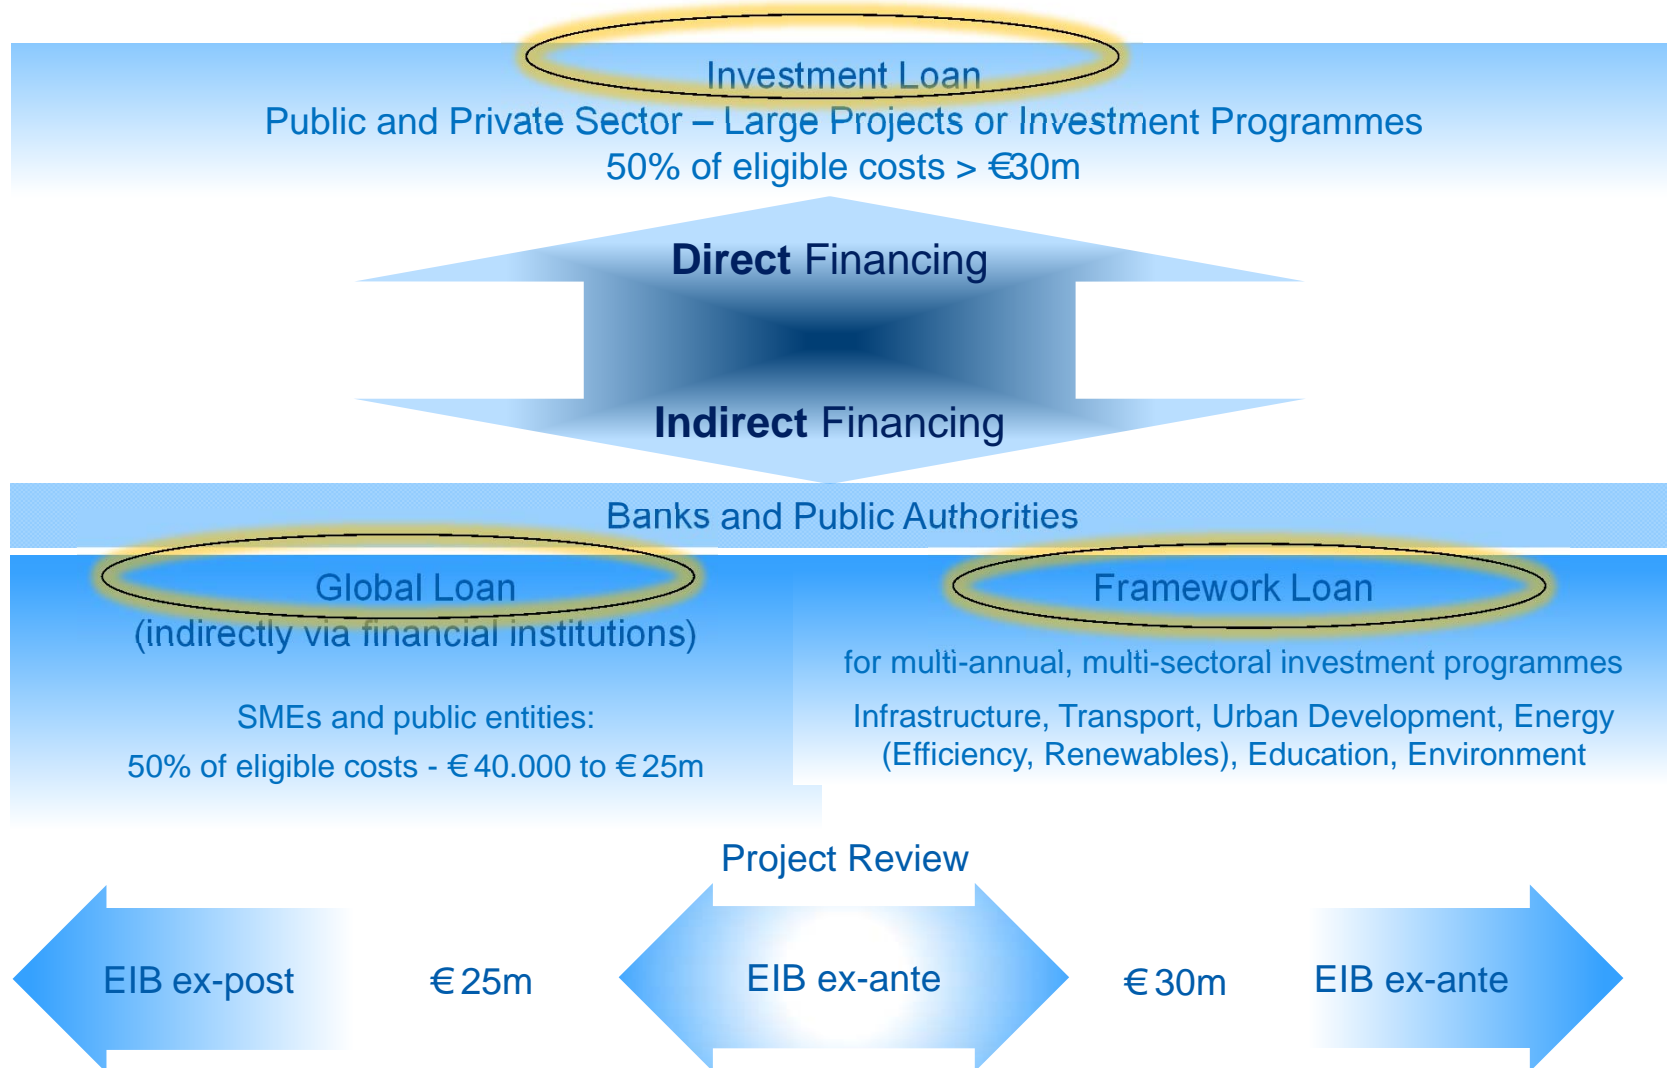 Investment Loan
Public and Private Sector – Large Projects or Investment Programmes
50% of eligible costs > €30m
Direct Financing
Indirect Financing
Banks and Public Authorities
Global Loan
(indirectly via financial institutions)
SMEs and public entities:
50% of eligible costs - € 40.000 to € 25m
Framework Loan
for multi-annual, multi-sectoral investment programmes
Infrastructure, Transport, Urban Development, Energy
(Efficiency, Renewables), Education, Environment
Project Review
EIB ex-post
€ 25m
EIB ex-ante
€ 30m
EIB ex-ante